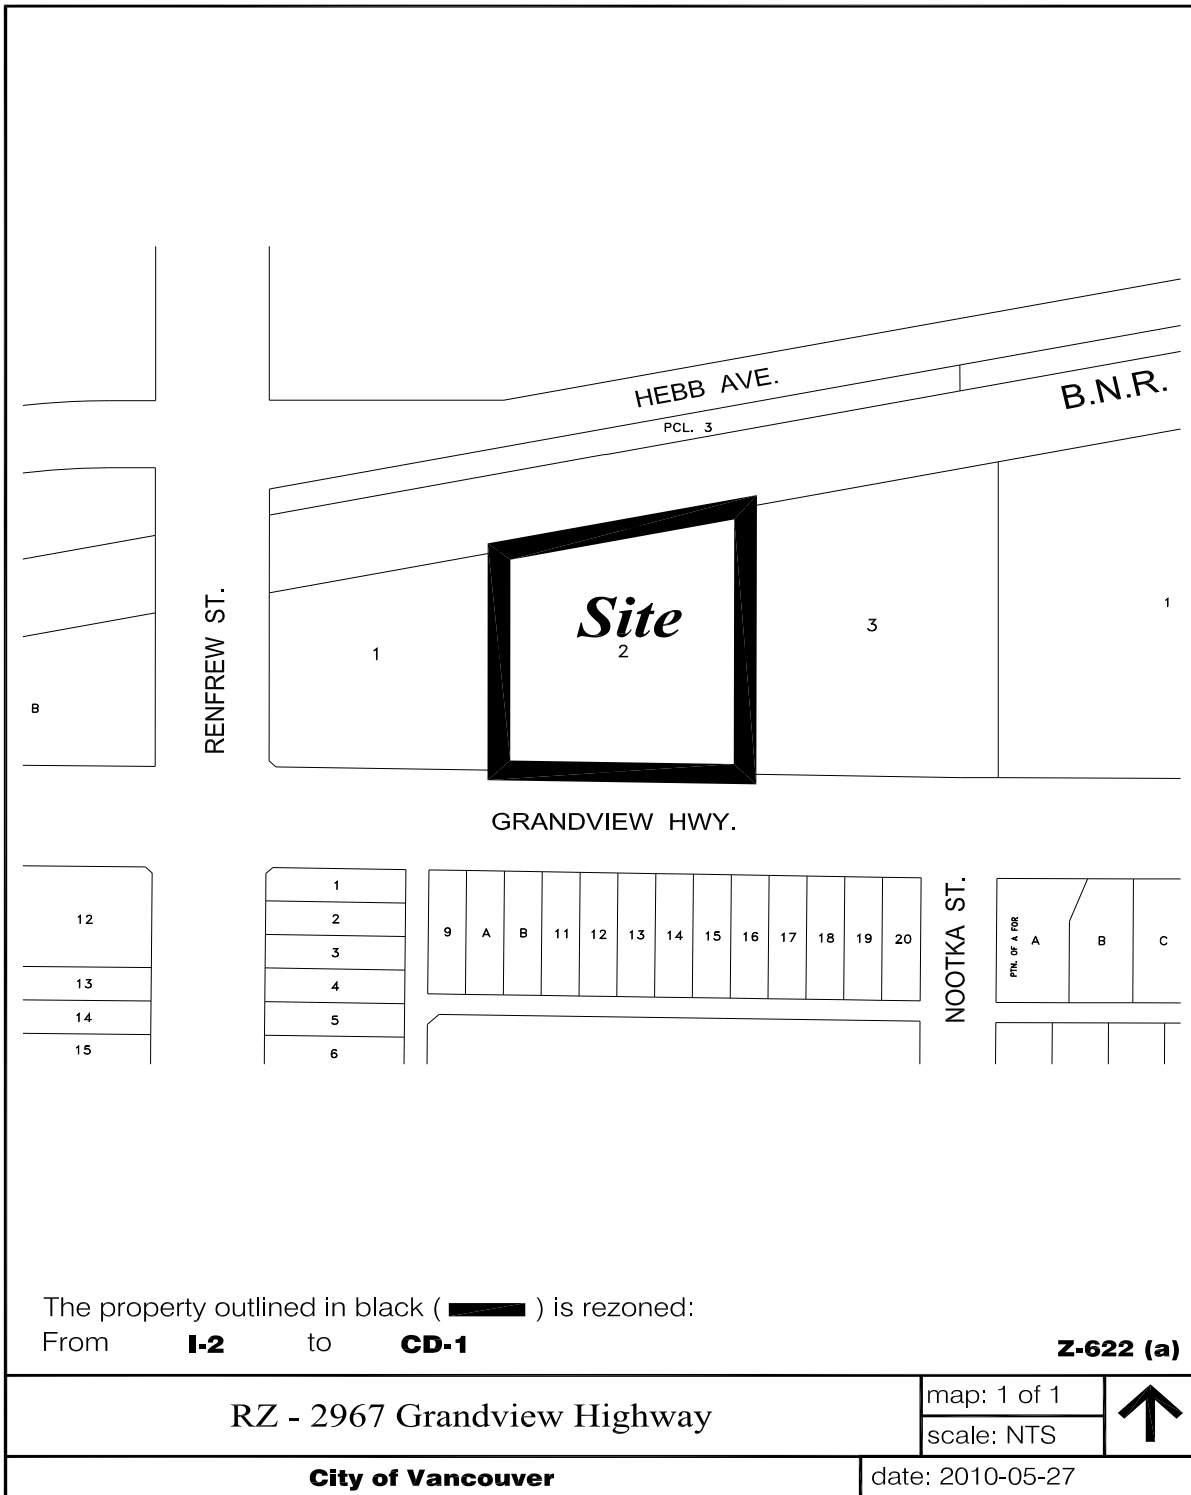 HEBB AVE.
B.N.R.
PCL. 3
RENFREW ST.
Site
1
2
3
1
B
GRANDVIEW HWY.
12
13
14
15
1
2
3
4
5
6
9 A B 11 12 13 14 15 16 17 18 19 20
NOOTKA ST.
PTN. OF A FOR
A B C
The property outlined in black ( ) is rezoned:
From I-2 to CD-1
Z-622 (a)
RZ - 2967 Grandview Highway
map: 1 of 1
scale: NTS
City of Vancouver
date: 2010-05-27